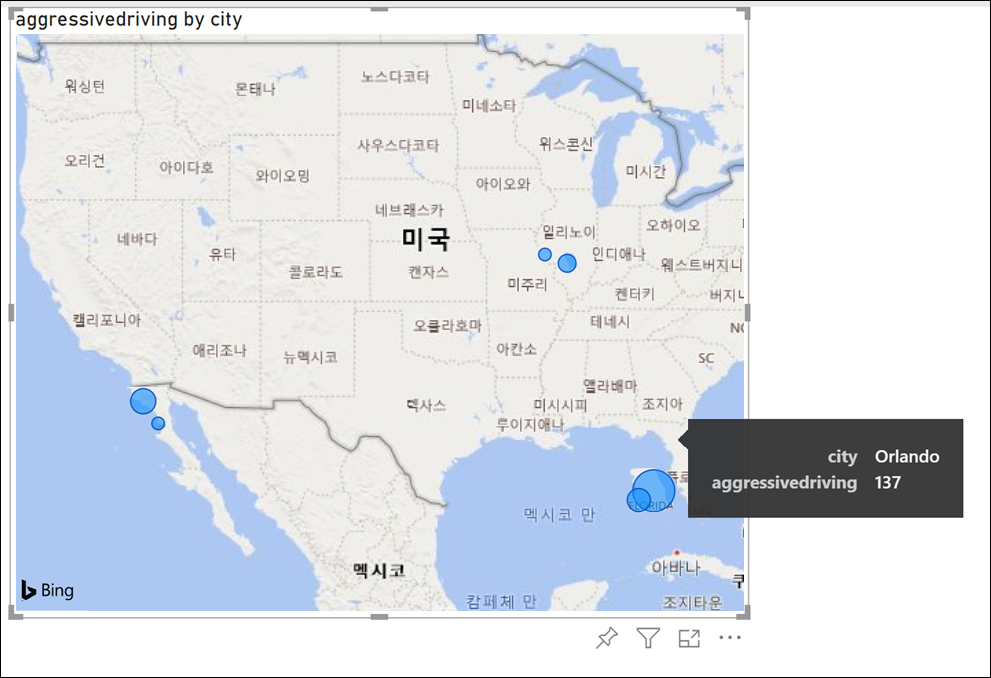 aggressivedriving by city
워싱턴
몬태나
노스다코타
미네소타
오리건
아이다호
와이오밍
사우스다코타
위스콘신
미시간
아이오와
네브래스카
네바다
유타
미국
일리노이
오하이오
콜로라도
캔자스
인디애나
웨스트버지니
미주리
켄터키
버지니
캘리포니아
오클라호마
테네시
애리조나
뉴멕시코
아칸소
SC
앨라배마
텍사스
미시시피
조지아
루이지애나
city Orlando
aggressivedriving 137
FLORIDA
멕시코 만
멕시코
아바나
쿠
캄페체 만
조지타운
Bing